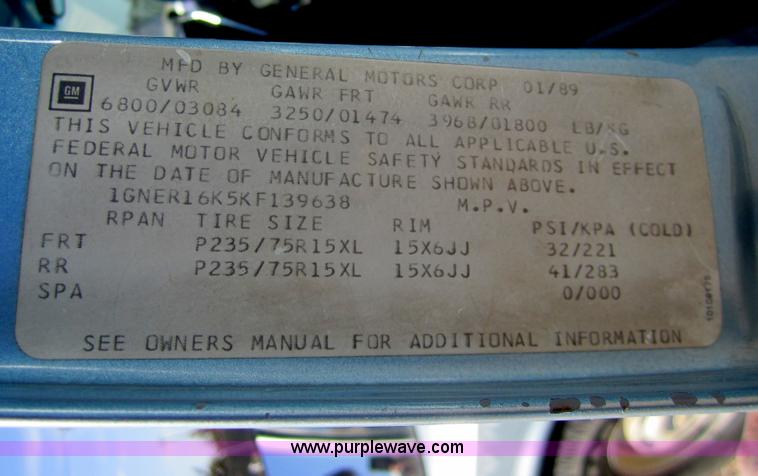 MFD BY GENERAL MOTORS CORP 01/89
GM
GVWR GAWR FRT GAWR RR
6800/03084 3250/01474 3968/01800 LB/KG
THIS VEHICLE CONFORMS TO ALL APPLICABLE U.S.
FEDERAL MOTOR VEHICLE SAFETY STANDARDS IN EFFECT
ON THE DATE OF MANUFACTURE SHOWN ABOVE.
1GNER16K5KF139638 M.P.V.
RPAN TIRE SIZE RIM PSI/KPA (COLD)
FRT P235/75R15XL 15X6JJ 32/221
RR P235/75R15XL 15X6JJ 41/283
SPA 0/000
SEE OWNERS MANUAL FOR ADDITIONAL INFORMATION
www.purplewave.com